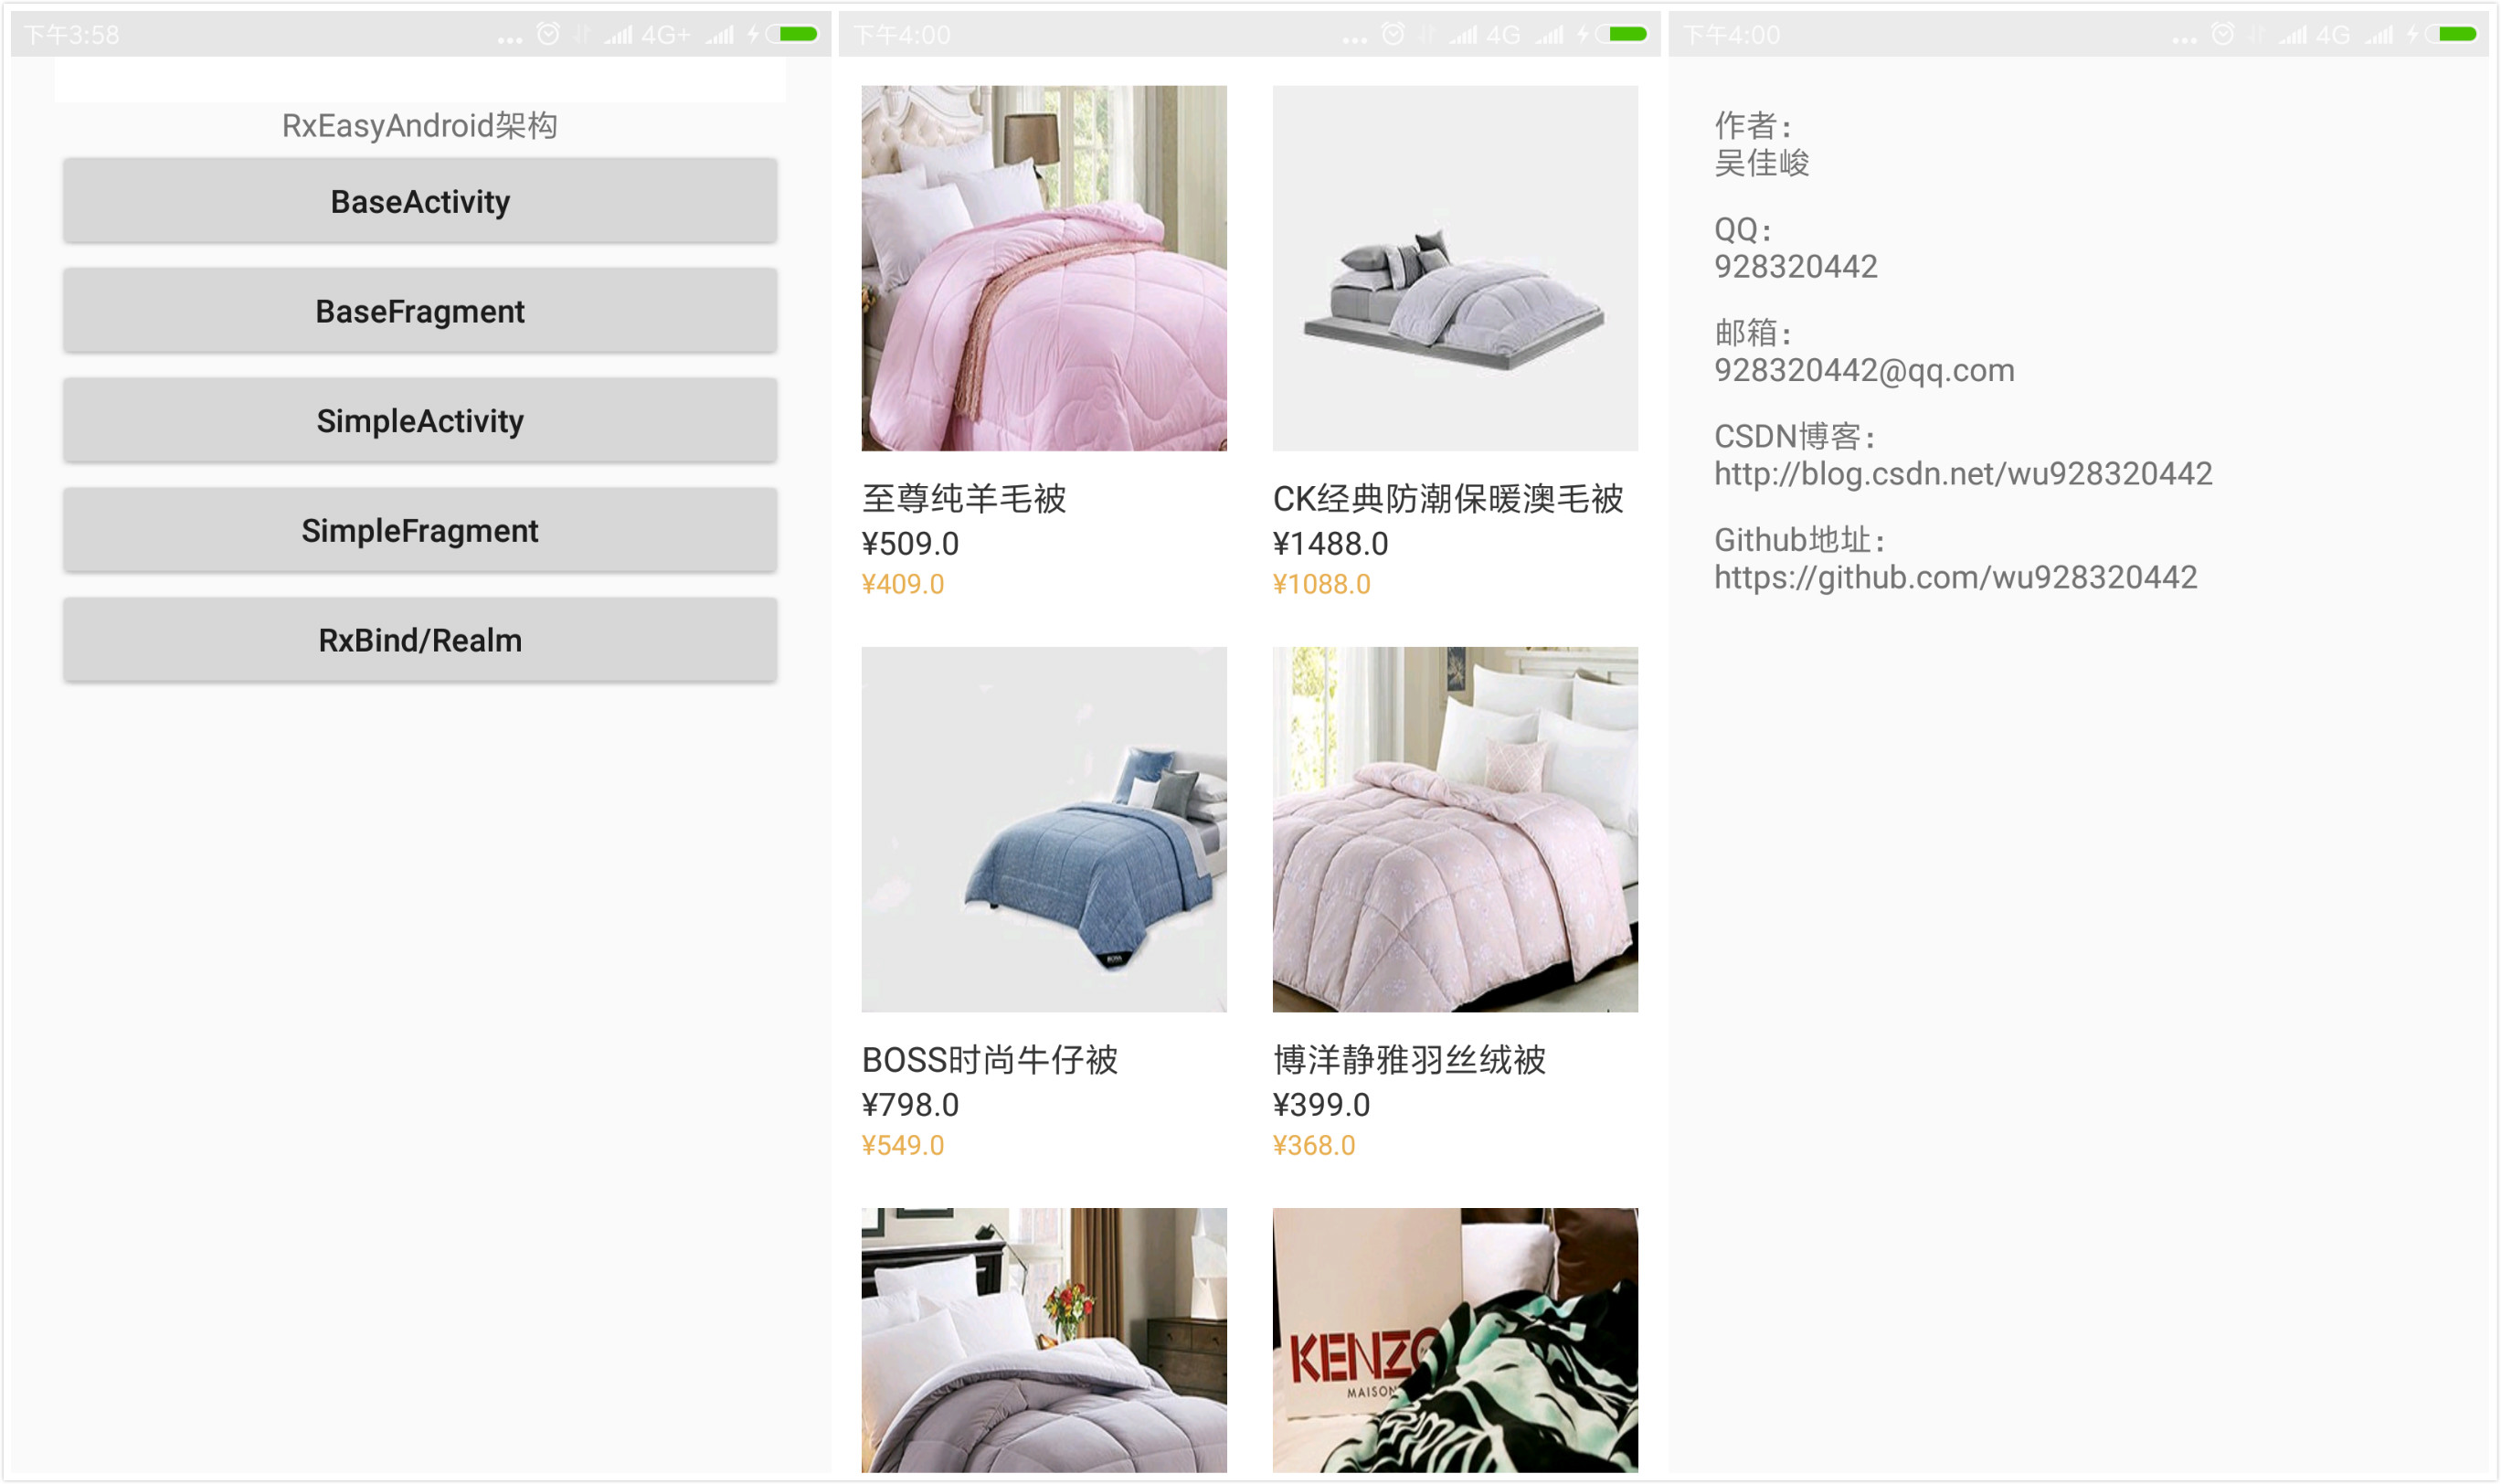 下午3:58
4G+
RxEasyAndroid架构
BaseActivity
BaseFragment
SimpleActivity
SimpleFragment
RxBind/Realm
下午4:00
4G
至尊纯羊毛被
¥509.0
¥409.0
CK经典防潮保暖澳毛被
¥1488.0
¥1088.0
BOSS
BOSS时尚牛仔被
¥798.0
¥549.0
博洋静雅羽丝绒被
¥399.0
¥368.0
KENZO
MAISON
下午4:00
4G
作者：
吴佳峻
QQ：
928320442
邮箱：
928320442@qq.com
CSDN博客：
http://blog.csdn.net/wu928320442
Github地址：
https://github.com/wu928320442